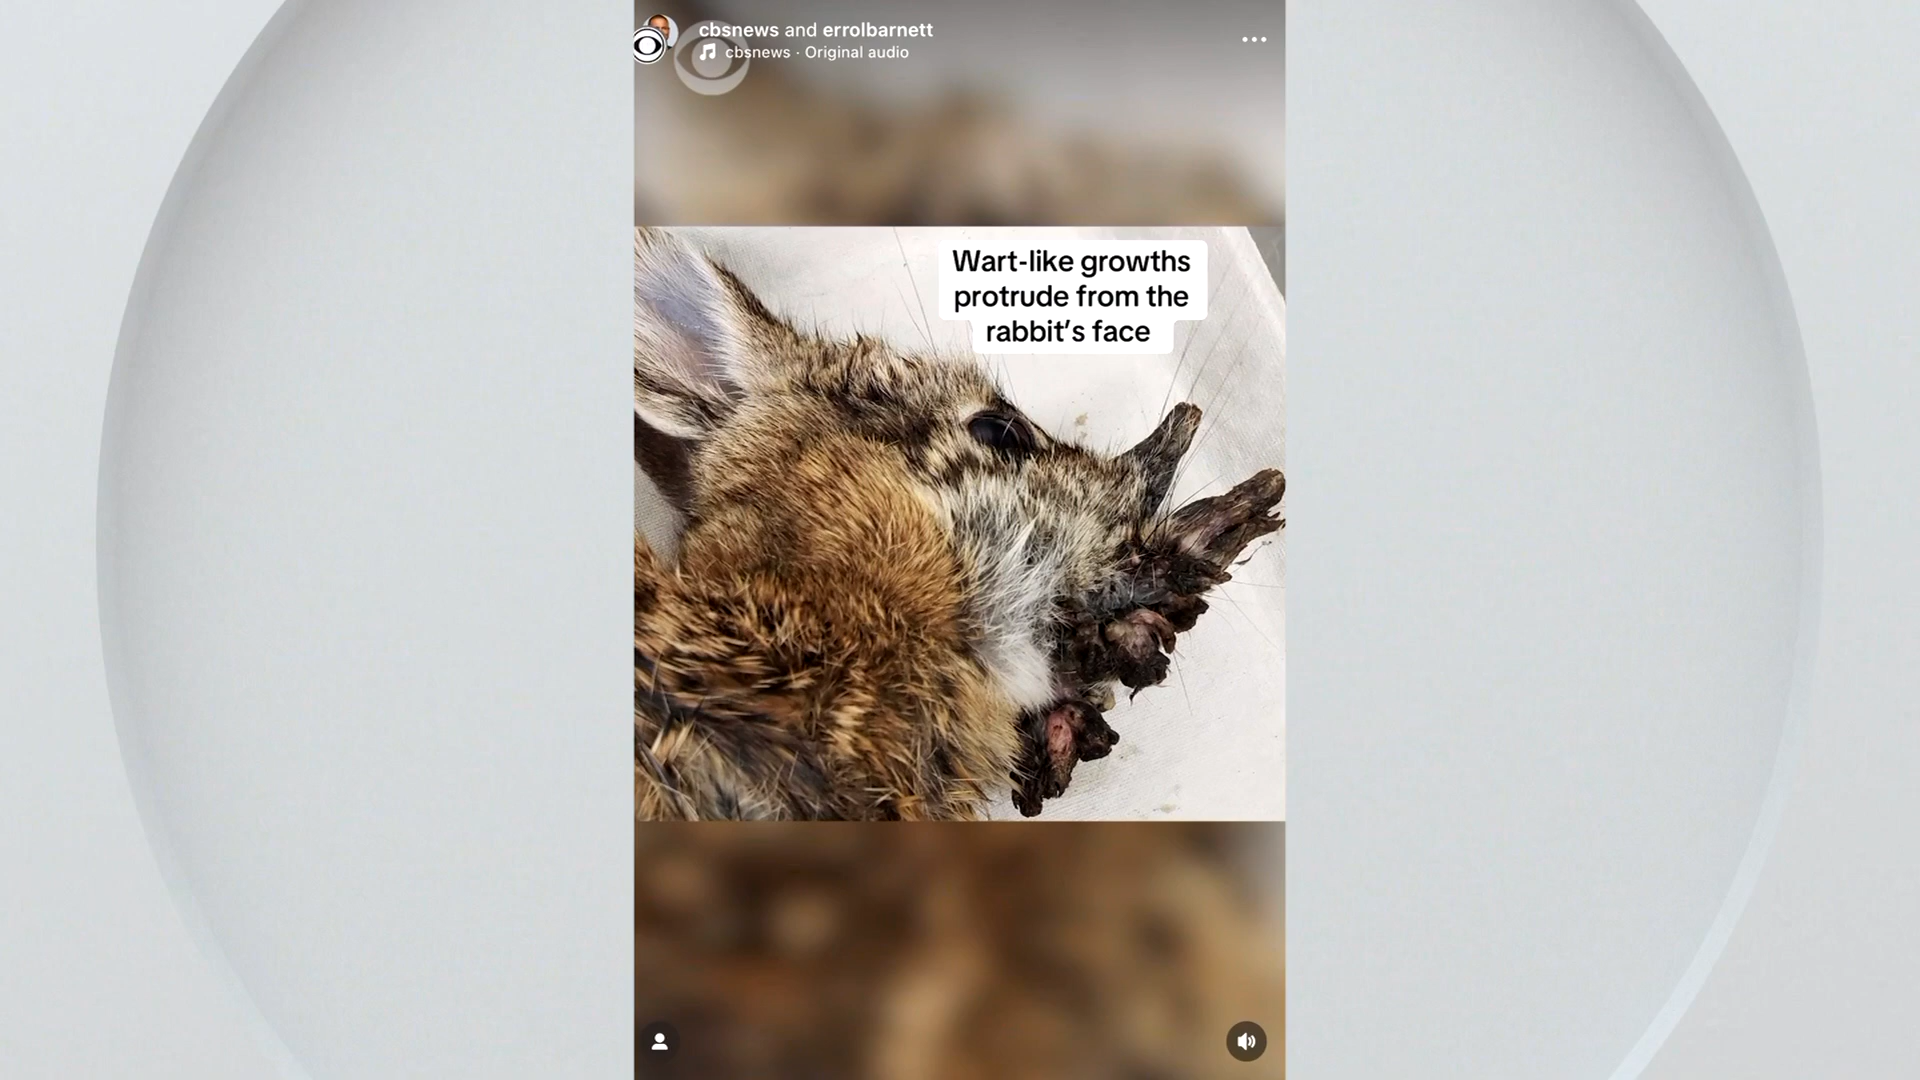 cbsnews and errolbarnett
cbsnews · Original audio
Wart-like growths
protrude from the
rabbit’s face